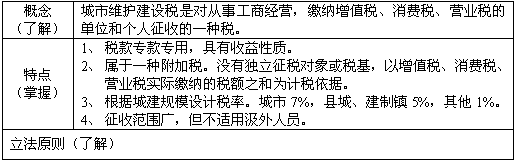 概念
（了解）
城市维护建设税是对从事工商经营，缴纳增值税、消费税、营业税的
单位和个人征收的一种税。
特点
（掌握）
1、 税款专款专用，具有收益性质。
2、 属于一种附加税。没有独立征税对象或税基，以增值税、消费税、
营业税实际缴纳的税额之和为计税依据。
3、 根据城建规模设计税率。城市 7%，县城、建制镇 5%，其他 1%。
4、 征收范围广，但不适用沠外人员。
立法原则（了解）